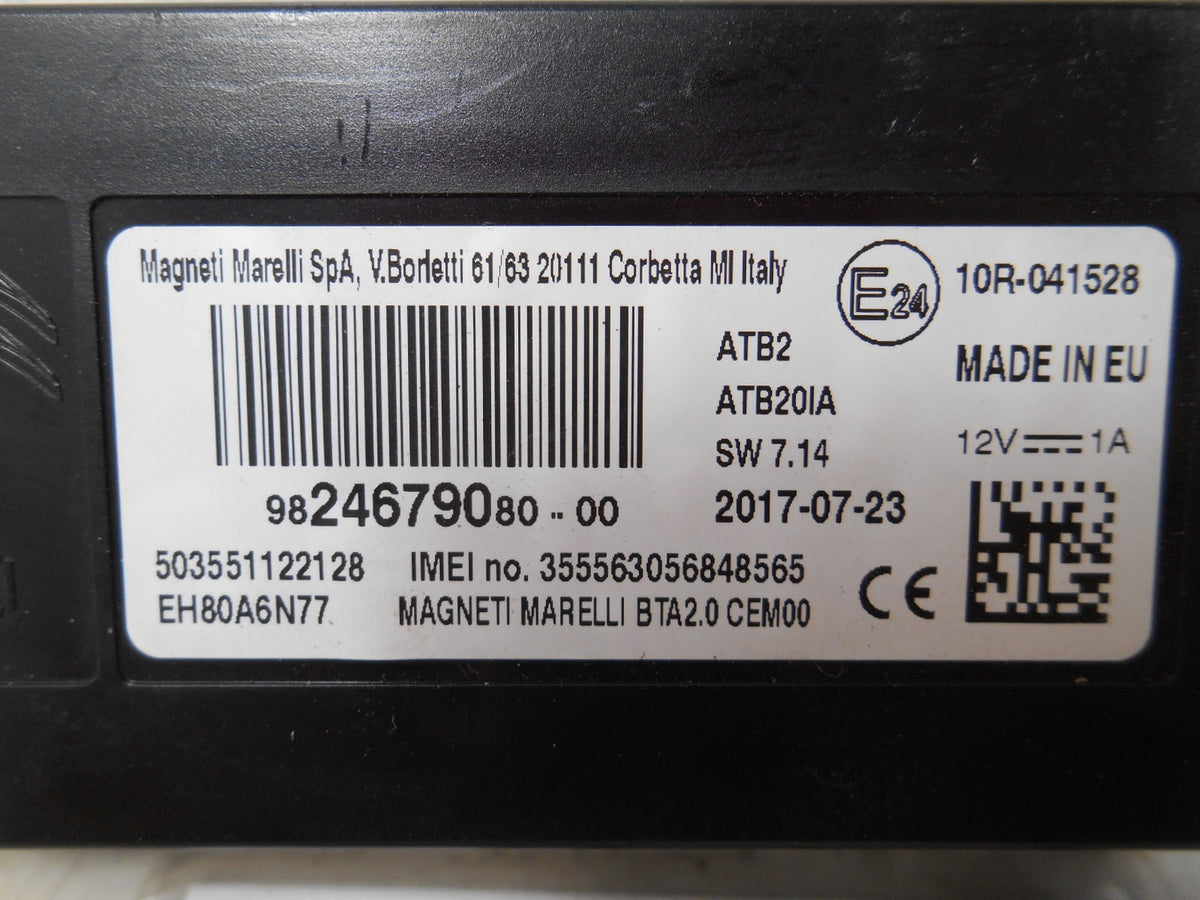 Magneti Marelli SpA, V.Borletti 61/63 20111 Corbetta MI Italy
E24
10R-041528
ATB2
MADE IN EU
ATB20IA
SW 7.14
12V 1A
9824679080 -- 00
2017-07-23
503551122128 IMEI no. 355563056848565
EH80A6N77 MAGNETI MARELLI BTA2.0 CEM00
CE